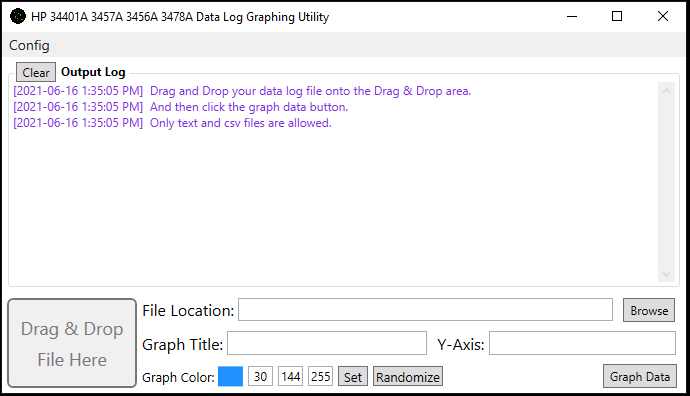 HP 34401A 3457A 3456A 3478A Data Log Graphing Utility
Config
Clear Output Log
[2021-06-16 1:35:05 PM] Drag and Drop your data log file onto the Drag & Drop area.
[2021-06-16 1:35:05 PM] And then click the graph data button.
[2021-06-16 1:35:05 PM] Only text and csv files are allowed.
Drag & Drop
File Here
File Location: Browse
Graph Title: Y-Axis:
Graph Color: 30 144 255 Set Randomize Graph Data